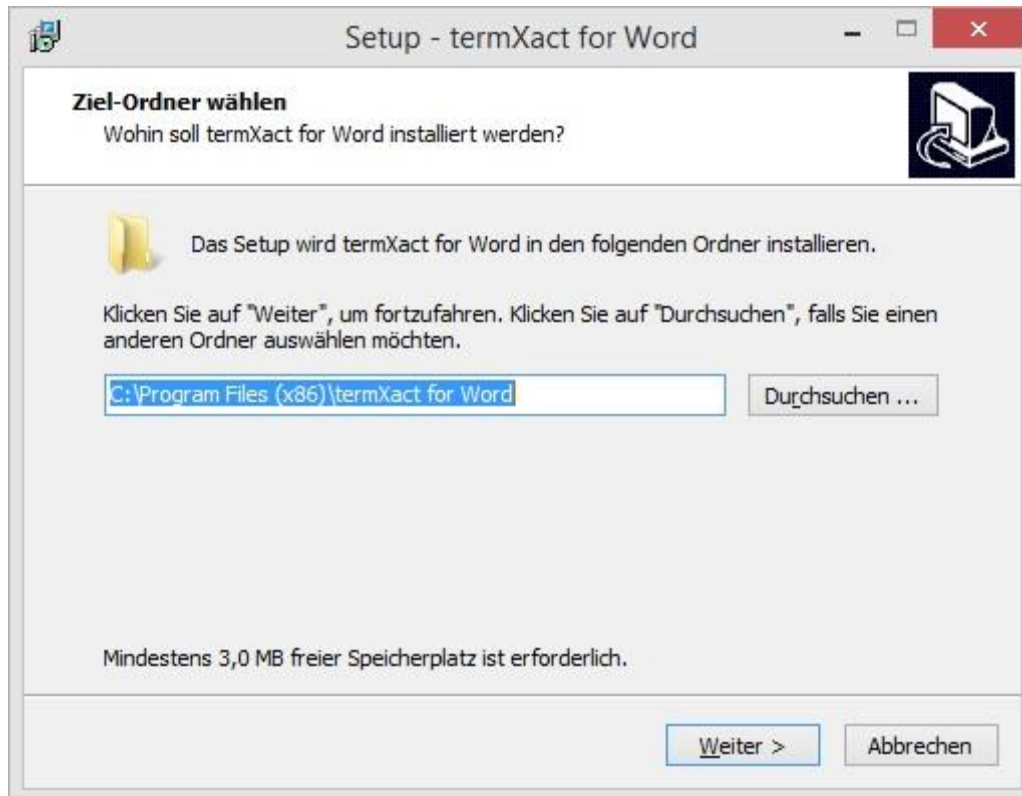 Setup - termXact for Word
Ziel-Ordner wählen
Wohin soll termXact for Word installiert werden?
Das Setup wird termXact for Word in den folgenden Ordner installieren.
Klicken Sie auf "Weiter", um fortzufahren. Klicken Sie auf "Durchsuchen", falls Sie einen
anderen Ordner auswählen möchten.
C:\Program Files (x86)\termXact for Word
Durchsuchen ...
Mindestens 3,0 MB freier Speicherplatz ist erforderlich.
Weiter >
Abbrechen